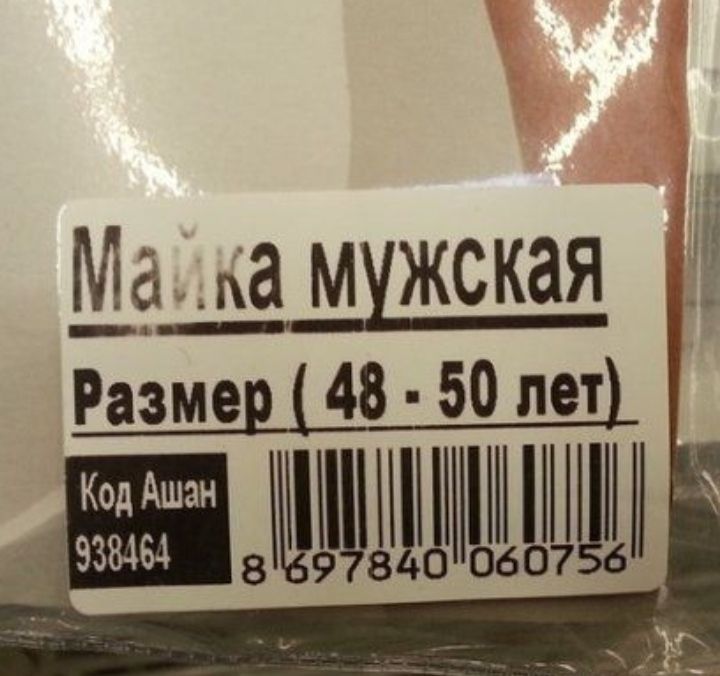 Майка мужская
Размер ( 48 - 50 лет)
Код Ашан
938464
8 697840 060756